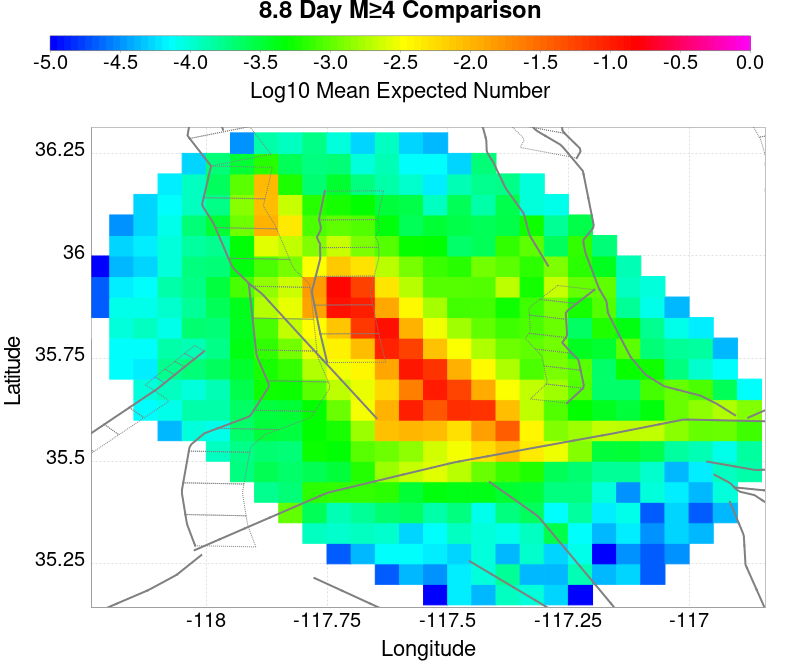 8.8 Day M≥4 Comparison
-5.0 -4.5 -4.0 -3.5 -3.0 -2.5 -2.0 -1.5 -1.0 -0.5 0.0
Log10 Mean Expected Number
36.25
36
35.75
35.5
35.25
Latitude
-118 -117.75 -117.5 -117.25 -117
Longitude